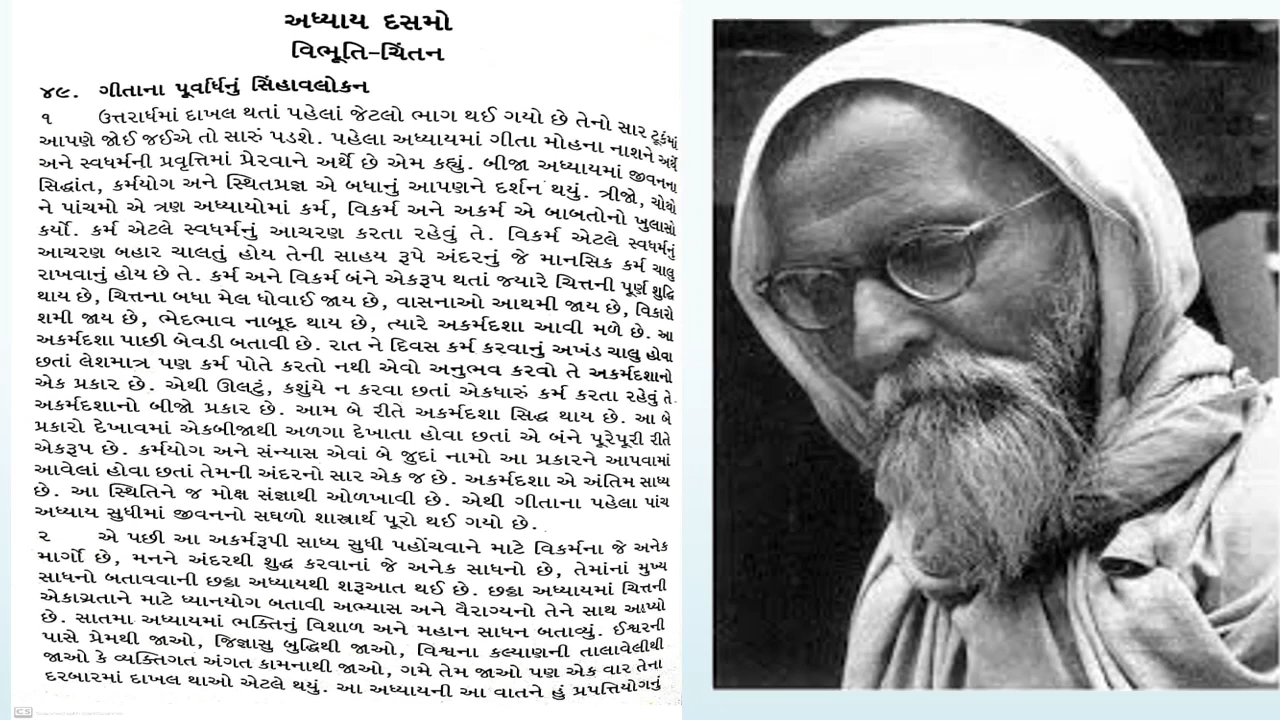 અધ્યાય દસમો
વિભૂતિ-ચિંતન
૪૯. ગીતાના પૂર્વાર્ધનું સિંહાવલોકન
૧ ઉત્તરાર્ધમાં દાખલ થતાં પહેલાં જેટલો ભાગ થઈ ગયો છે તેનો સાર ટૂંકમાં
આપણે જોઈ જઈએ તો સારું પડશે. પહેલા અધ્યાયમાં ગીતા મોહના નાશને અર્થે
અને સ્વધર્મની પ્રવૃત્તિમાં પ્રેરવાને અર્થે છે એમ કહ્યું. બીજા અધ્યાયમાં જીવનના
સિદ્ધાંત, કર્મયોગ અને સ્થિતપ્રજ્ઞ એ બધાનું આપણને દર્શન થયું. ત્રીજો, ચોથો
ને પાંચમો એ ત્રણ અધ્યાયોમાં કર્મ, વિકર્મ અને અકર્મ એ બાબતોનો ખુલાસો
કર્યો. કર્મ એટલે સ્વધર્મનું આચરણ કરતા રહેવું તે. વિકર્મ એટલે સ્વધર્મનું
આચરણ બહાર ચાલતું હોય તેની સાહય રૂપે અંદરનું જે માનસિક કર્મ ચાલુ
રાખવાનું હોય છે તે. કર્મ અને વિકર્મ બંને એકરૂપ થતાં જ્યારે ચિત્તની પૂર્ણ શુદ્ધિ
થાય છે, ચિત્તના બધા મેલ ધોવાઈ જાય છે, વાસનાઓ આથમી જાય છે, વિકારો
શમી જાય છે, ભેદભાવ નાબૂદ થાય છે, ત્યારે અકર્મદશા આવી મળે છે. આ
અકર્મદશા પાછી બેવડી બતાવી છે. રાત ને દિવસ કર્મ કરવાનું અખંડ ચાલુ હોવા
છતાં લેશમાત્ર પણ કર્મ પોતે કરતો નથી એવો અનુભવ કરવો તે અકર્મદશાનો
એક પ્રકાર છે. એથી ઊલટું, કશુંયે ન કરવા છતાં એકધારું કર્મ કરતા રહેવું તે
અકર્મદશાનો બીજો પ્રકાર છે. આમ બે રીતે અકર્મદશા સિદ્ધ થાય છે. આ બે
પ્રકારો દેખાવમાં એકબીજાથી અળગા દેખાતા હોવા છતાં એ બંને પૂરેપૂરી રીતે
એકરૂપ છે. કર્મયોગ અને સંન્યાસ એવાં બે જુદાં નામો આ પ્રકારને આપવામાં
આવેલાં હોવા છતાં તેમની અંદરનો સાર એક જ છે. અકર્મદશા એ અંતિમ સાધ્ય
છે. આ સ્થિતિને જ મોક્ષ સંજ્ઞાથી ઓળખાવી છે. એથી ગીતાના પહેલા પાંચ
અધ્યાય સુધીમાં જીવનનો સઘળો શાસ્ત્રાર્થ પૂરો થઈ ગયો છે.
૨ એ પછી આ અકર્મરૂપી સાધ્ય સુધી પહોંચવાને માટે વિકર્મના જે અનેક
માર્ગો છે, મનને અંદરથી શુદ્ધ કરવાનાં જે અનેક સાધનો છે, તેમાંનાં મુખ્ય
સાધનો બતાવવાની છઠ્ઠા અધ્યાયથી શરૂઆત થઈ છે. છઠ્ઠા અધ્યાયમાં ચિત્તની
એકાગ્રતાને માટે ધ્યાનયોગ બતાવી અભ્યાસ અને વૈરાગ્યનો તેને સાથ આપ્યો
છે. સાતમા અધ્યાયમાં ભક્તિનું વિશાળ અને મહાન સાધન બતાવ્યું. ઈશ્વરની
પાસે પ્રેમથી જાઓ, જિજ્ઞાસુ બુદ્ધિથી જાઓ, વિશ્વના કલ્યાણની તાલાવેલીથી
જાઓ કે વ્યક્તિગત અંગત કામનાથી જાઓ, ગમે તેમ જાઓ પણ એક વાર તેના
દરબારમાં દાખલ થાઓ એટલે થયું. આ અધ્યાયની આ વાતને હું પ્રપત્તિયોગનું
CS